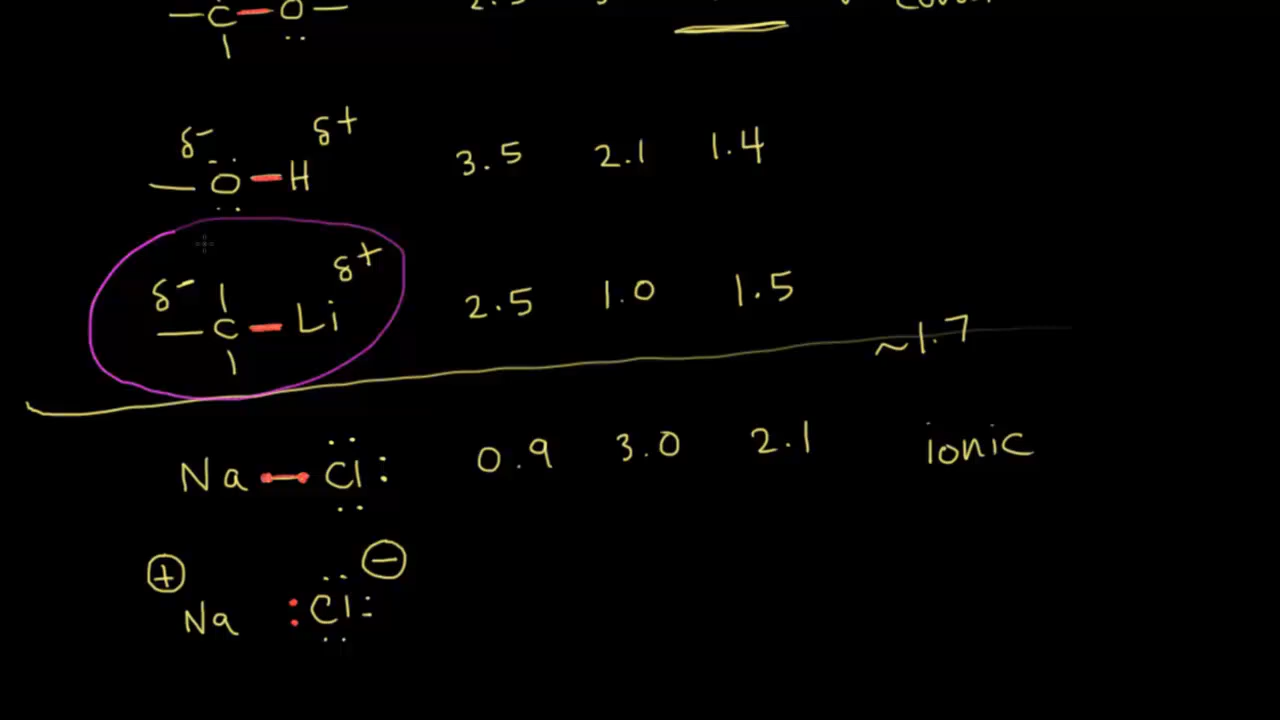 — C — O —
δ- δ+
— O — H 3.5 2.1 1.4
δ- δ+
— C — Li 2.5 1.0 1.5
~1.7
Na — Cl 0.9 3.0 2.1 ionic
+ −
Na :Cl: